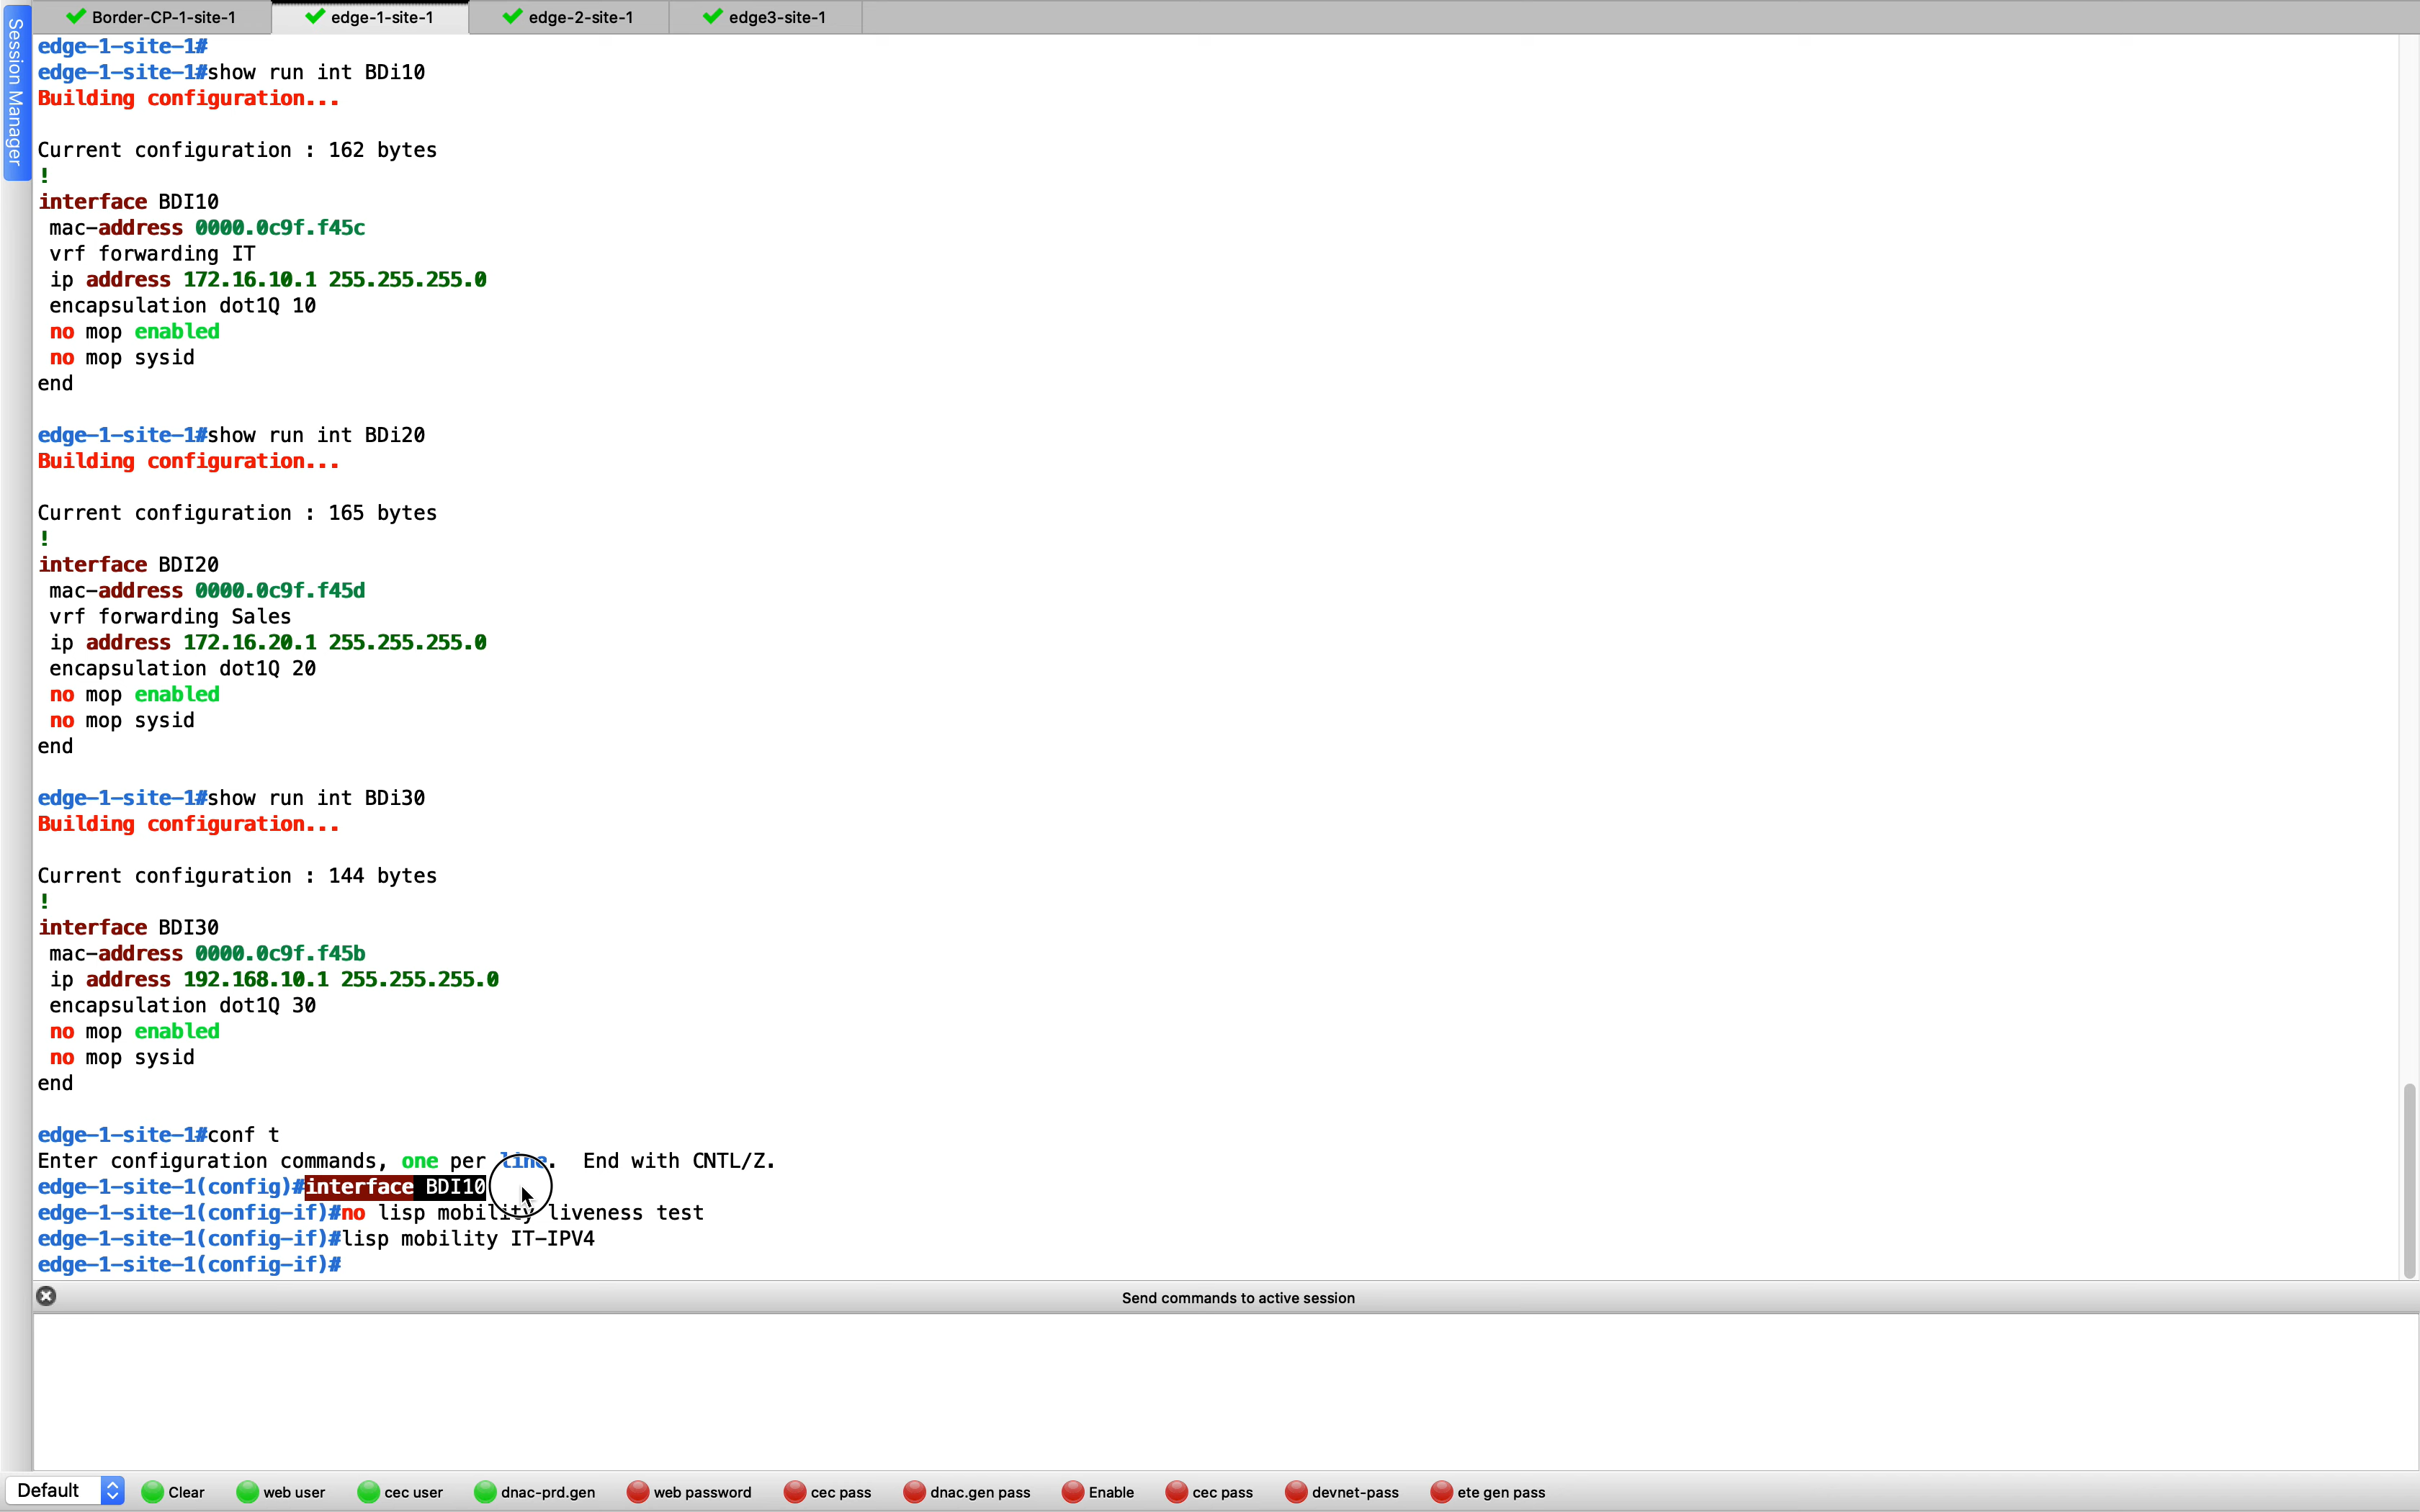 Border-CP-1-site-1 edge-1-site-1 edge-2-site-1 edge3-site-1
Session Manager
edge-1-site-1#
edge-1-site-1#show run int BDi10
Building configuration...
Current configuration : 162 bytes
!
interface BDI10
mac-address 0000.0c9f.f45c
vrf forwarding IT
ip address 172.16.10.1 255.255.255.0
encapsulation dot1Q 10
no mop enabled
no mop sysid
end
edge-1-site-1#show run int BDi20
Building configuration...
Current configuration : 165 bytes
!
interface BDI20
mac-address 0000.0c9f.f45d
vrf forwarding Sales
ip address 172.16.20.1 255.255.255.0
encapsulation dot1Q 20
no mop enabled
no mop sysid
end
edge-1-site-1#show run int BDi30
Building configuration...
Current configuration : 144 bytes
!
interface BDI30
mac-address 0000.0c9f.f45b
ip address 192.168.10.1 255.255.255.0
encapsulation dot1Q 30
no mop enabled
no mop sysid
end
edge-1-site-1#conf t
Enter configuration commands, one per line. End with CNTL/Z.
edge-1-site-1(config)#interface BDI10
edge-1-site-1(config-if)#no lisp mobility liveness test
edge-1-site-1(config-if)#lisp mobility IT-IPV4
edge-1-site-1(config-if)#
Send commands to active session
Default Clear web user cec user dnac-prd.gen web password cec pass dnac.gen pass Enable cec pass devnet-pass ete gen pass